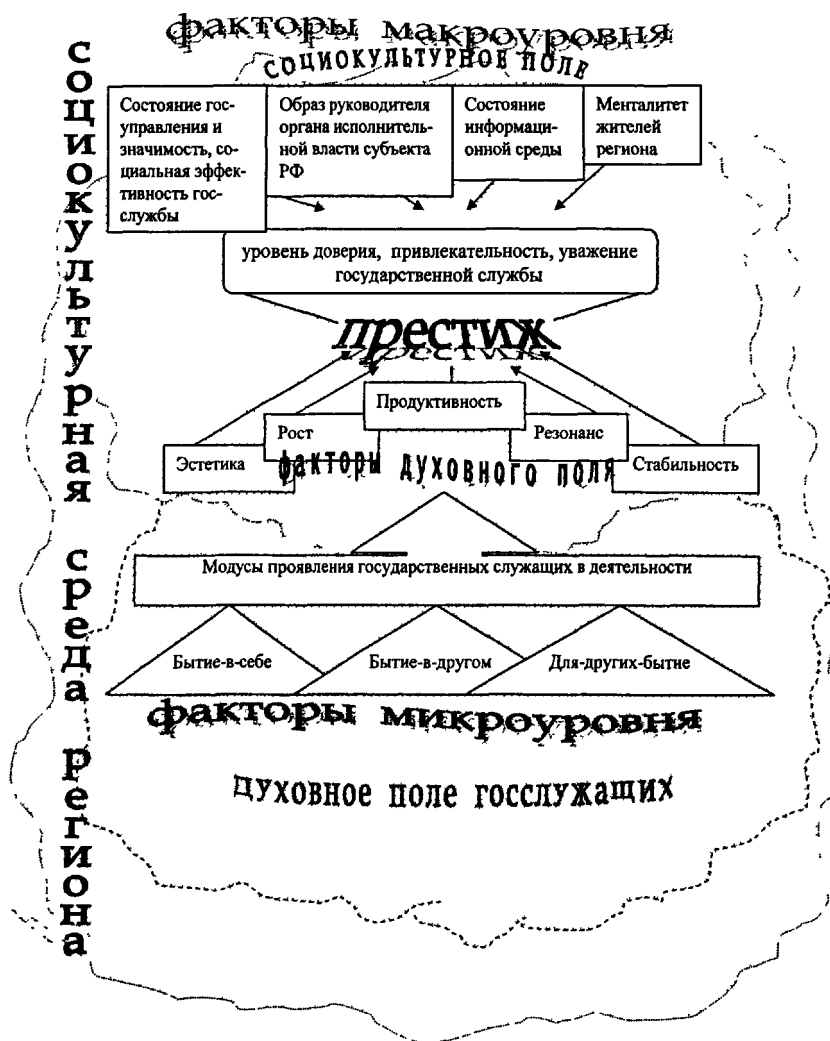 факторы макроуровня
СОЦИОКУЛЬТУРНОЕ ПОЛЕ
Состояние гос-
управления и
значимость, со-
циальная эффек-
тивность гос-
службы
Образ руководителя
органа исполнитель-
ной власти субъекта
РФ
Состояние
информаци-
онной среды
Менталитет
жителей
региона
уровень доверия, привлекательность, уважение
государственной службы
престиж
Продуктивность
Рост
Резонанс
Эстетика
Стабильность
факторы духовного поля
Модусы проявления государственных служащих в деятельности
Бытие-в-себе
Бытие-в-другом
Для-других-бытие
факторы микроуровня
духовное поле госслужащих
социокультурная среда региона